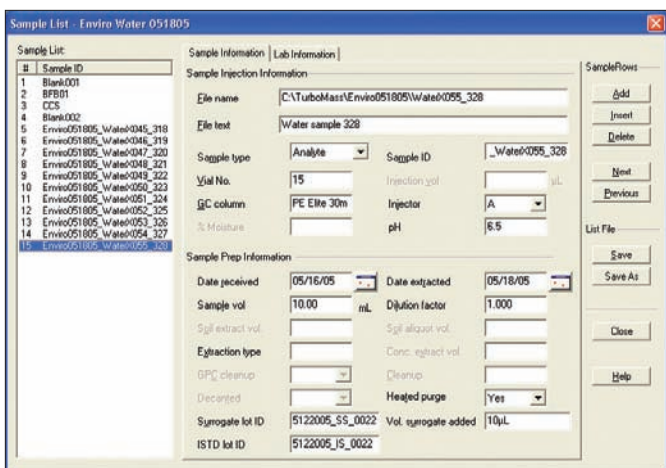 Sample List - Enviro Water 051805
Sample List:
# Sample ID
1 Blank001
2 BFB01
3 CCS
4 Blank002
5 Enviro051805_WaterX045_318
6 Enviro051805_WaterX046_319
7 Enviro051805_WaterX047_320
8 Enviro051805_WaterX048_321
9 Enviro051805_WaterX049_322
10 Enviro051805_WaterX050_323
11 Enviro051805_WaterX051_324
12 Enviro051805_WaterX052_325
13 Enviro051805_WaterX053_326
14 Enviro051805_WaterX054_327
15 Enviro051805_WaterX055_328
Sample Information Lab Information
Sample Injection Information
File name C:\TurboMass\Enviro051805\WaterX055_328
File text Water sample 328
Sample type Analyte Sample ID _WaterX055_328
Vial No. 15 Injection vol µL
GC column PE Elite 30m Injector A
% Moisture pH 6.5
Sample Prep Information
Date received 05/16/05 Date extracted 05/18/05
Sample vol 10.00 mL Dilution factor 1.000
Soil extract vol. Soil aliquot vol.
Extraction type Conc. extract vol.
GPC cleanup Cleanup
Decanted Heated purge Yes
Surrogate lot ID 5122005_SS_0022 Vol. surrogate added 10µL
ISTD lot ID 5122005_IS_0022
SampleRows
Add
Insert
Delete
Next
Previous
List File
Save
Save As
Close
Help